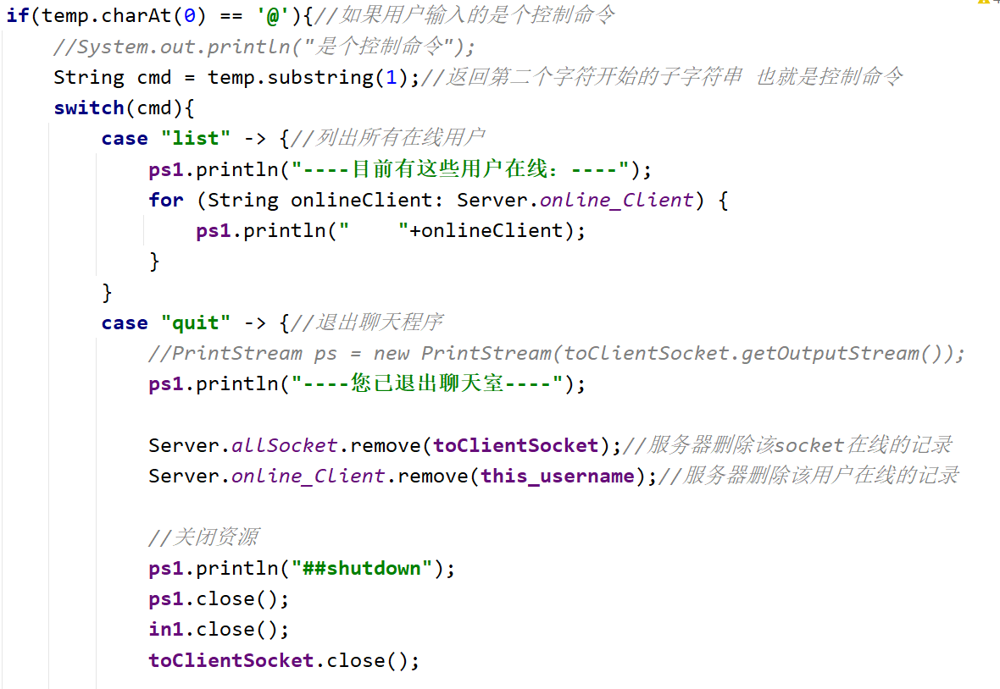 if(temp.charAt(0) == '@'){//如果用户输入的是个控制命令
//System.out.println("是个控制命令");
String cmd = temp.substring(1);//返回第二个字符开始的子字符串 也就是控制命令
switch(cmd){
case "list" -> {//列出所有在线用户
ps1.println("----目前有这些用户在线：----");
for (String onlineClient: Server.online_Client) {
ps1.println("    "+onlineClient);
}
}
case "quit" -> {//退出聊天程序
//PrintStream ps = new PrintStream(toClientSocket.getOutputStream());
ps1.println("----您已退出聊天室----");
Server.allSocket.remove(toClientSocket);//服务器删除该socket在线的记录
Server.online_Client.remove(this_username);//服务器删除该用户在线的记录
//关闭资源
ps1.println("##shutdown");
ps1.close();
in1.close();
toClientSocket.close();